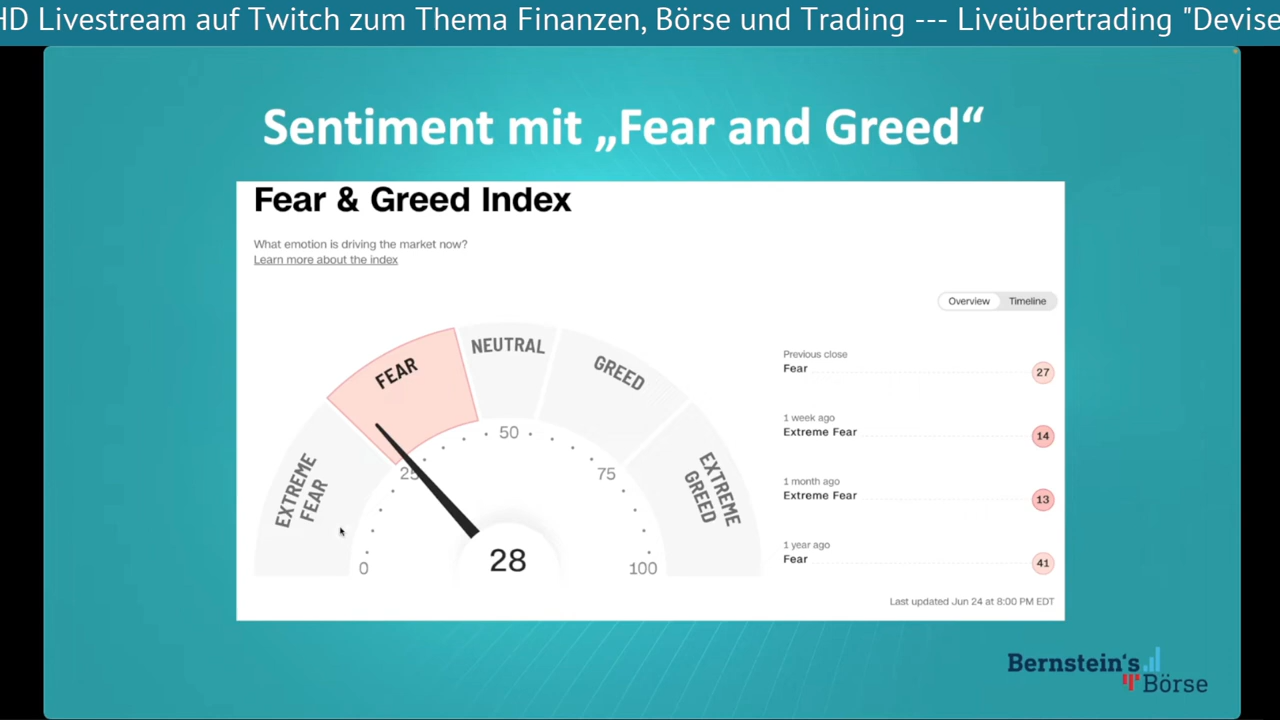 HD Livestream auf Twitch zum Thema Finanzen, Börse und Trading --- Liveübertrading "Devise
Sentiment mit „Fear and Greed“
Fear & Greed Index
What emotion is driving the market now?
Learn more about the index
Overview
Timeline
EXTREME FEAR
FEAR
NEUTRAL
GREED
EXTREME GREED
0
25
50
75
100
28
Previous close
Fear
27
1 week ago
Extreme Fear
14
1 month ago
Extreme Fear
13
1 year ago
Fear
41
Last updated Jun 24 at 8:00 PM EDT
Bernstein‘s
Börse